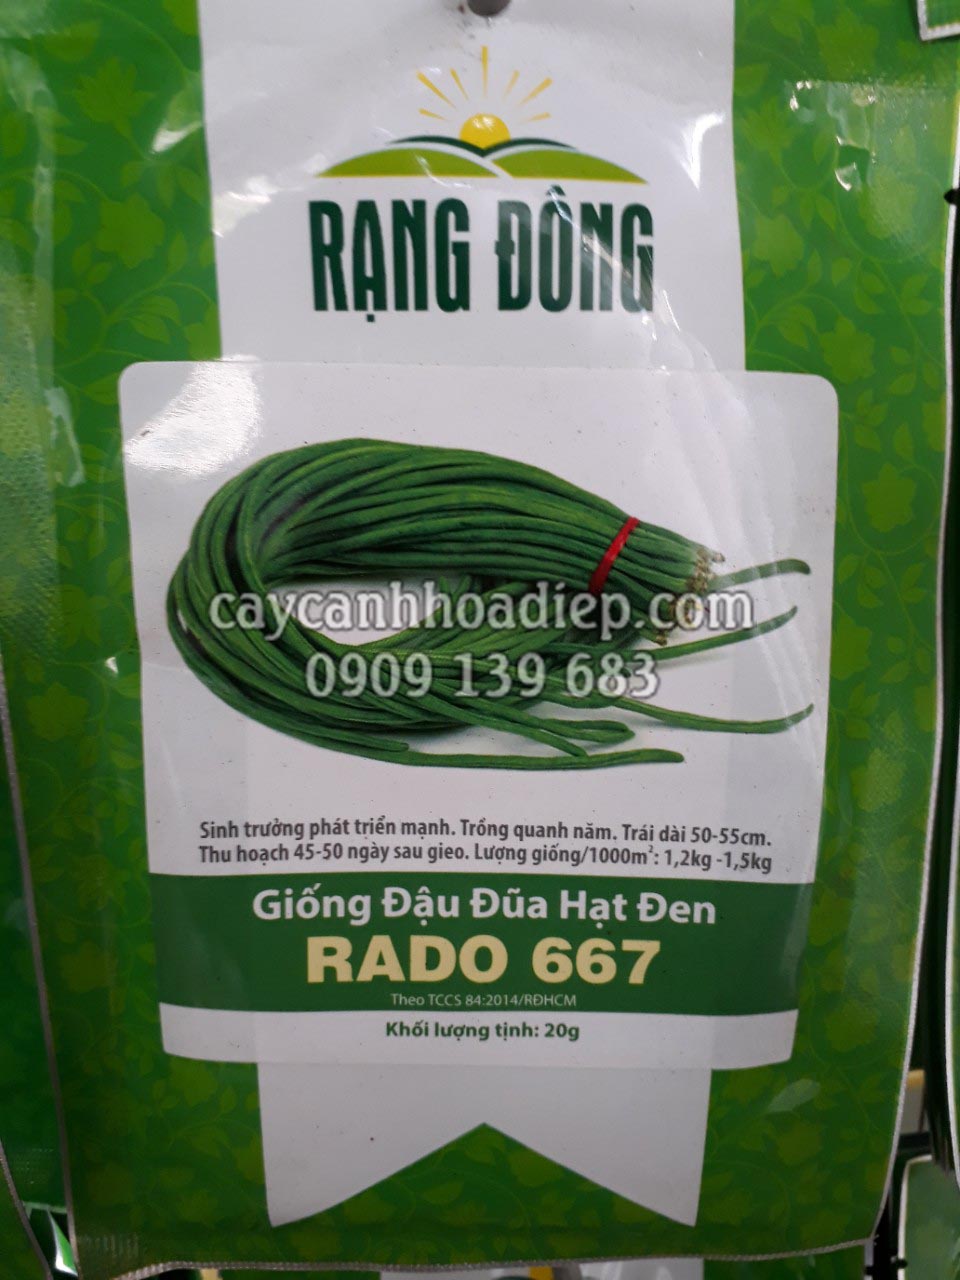 RẠNG ĐÔNG
caycanhhoadiep.com
0909 139 683
Sinh trưởng phát triển mạnh. Trồng quanh năm. Trái dài 50-55cm.
Thu hoạch 45-50 ngày sau gieo. Lượng giống/1000m²: 1,2kg -1,5kg
Giống Đậu Đũa Hạt Đen
RADO 667
Theo TCCS 84:2014/RĐHCM
Khối lượng tịnh: 20g